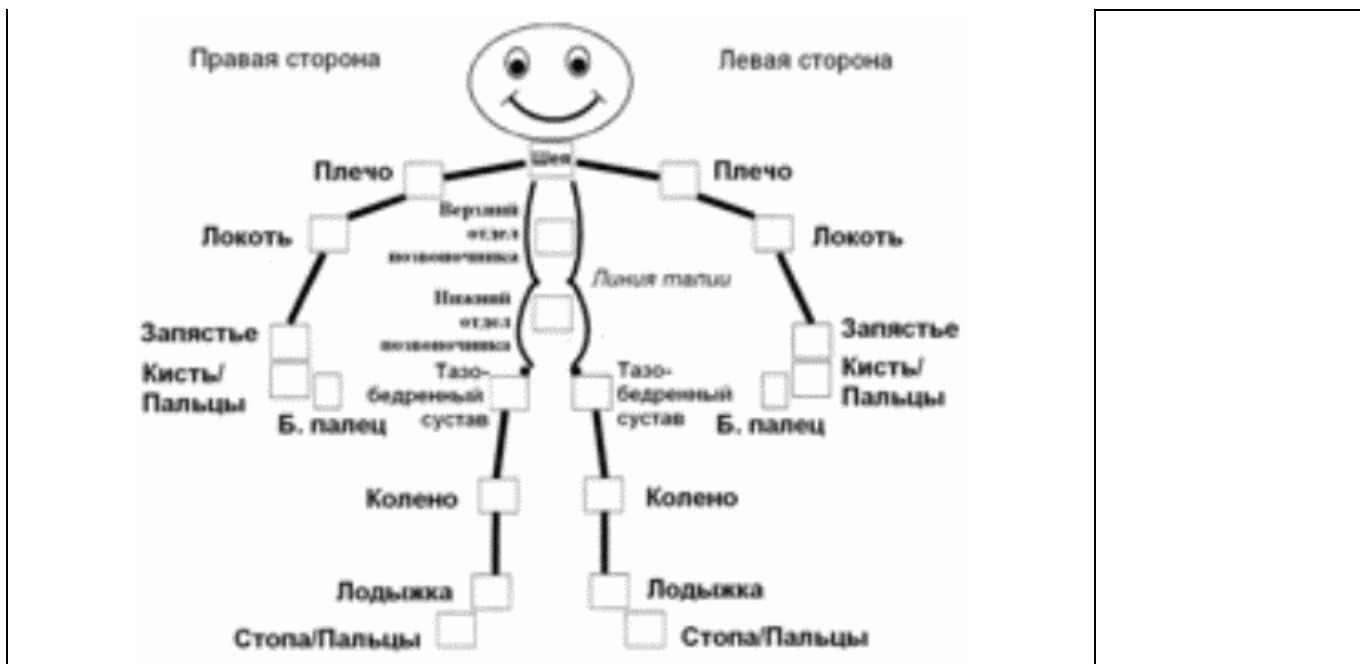 Правая сторона
Левая сторона
Шея
Плечо
Плечо
Верхний
отдел
позвоночника
Локоть
Локоть
Линия талии
Нижний
отдел
позвоночника
Запястье
Запястье
Кисть/
Пальцы
Кисть/
Пальцы
Тазо-
бедренный
сустав
Тазо-
бедренный
сустав
Б. палец
Б. палец
Колено
Колено
Лодыжка
Лодыжка
Стопа/Пальцы
Стопа/Пальцы